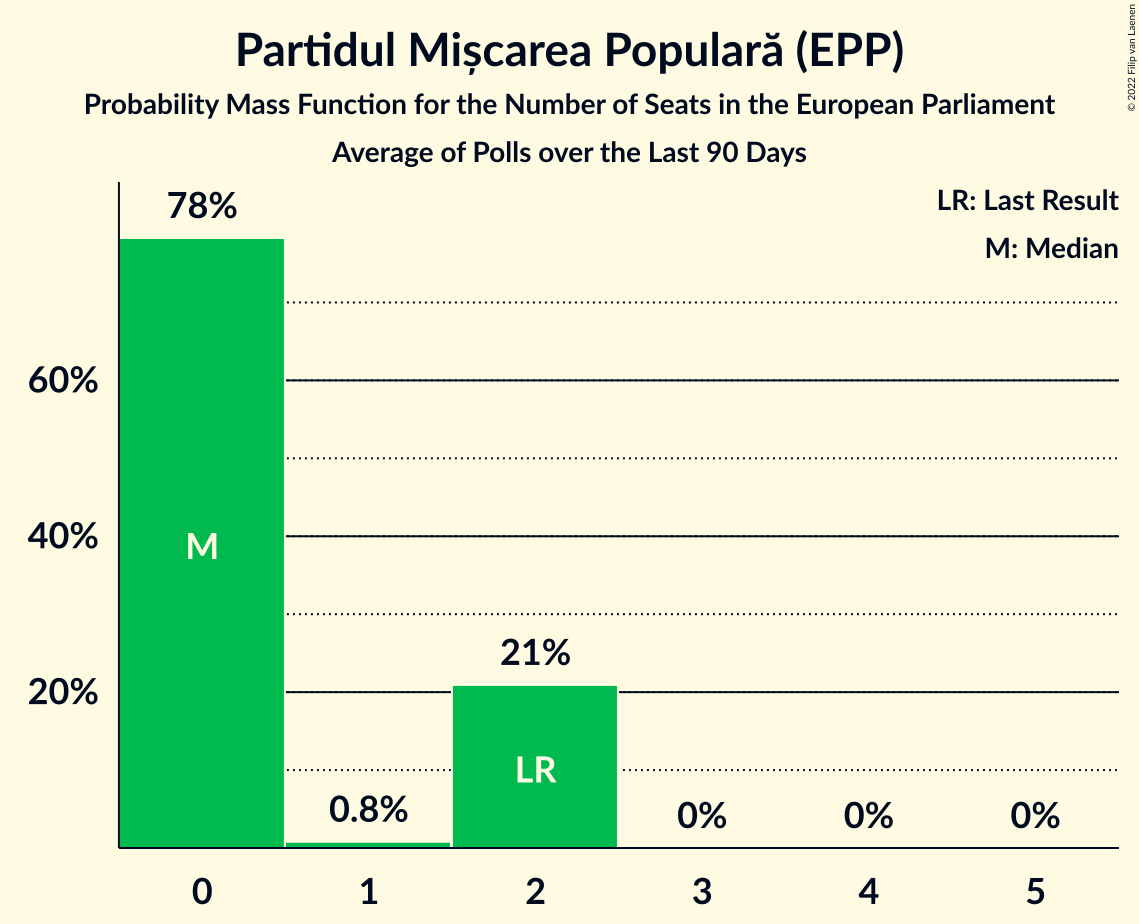 Partidul Mișcarea Populară (EPP)
Probability Mass Function for the Number of Seats in the European Parliament
Average of Polls over the Last 90 Days
© 2022 Filip van Laenen
LR: Last Result
M: Median
78%
60%
40%
20%
M
0.8%
21%
LR
0%
0%
0%
0
1
2
3
4
5